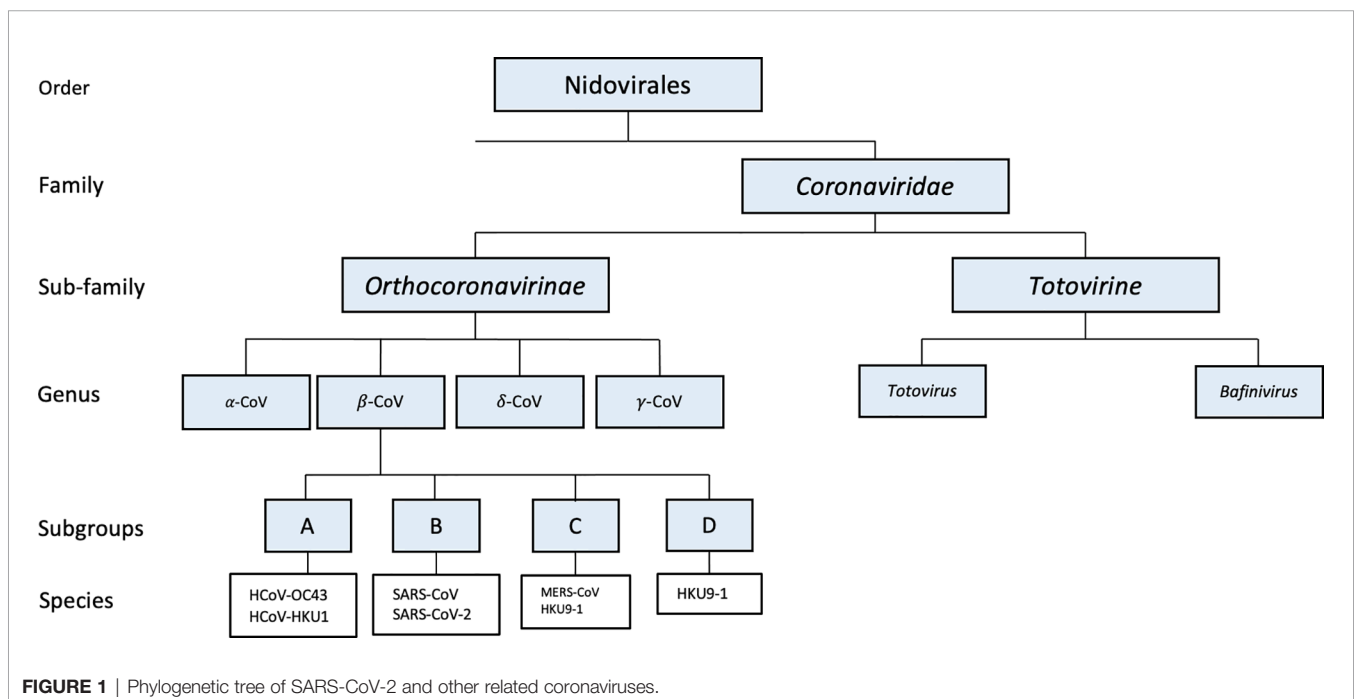 Order
Nidovirales
Family
Coronaviridae
Sub-family
Orthocoronavirinae
Totovirine
Genus
α-CoV
β-CoV
δ-CoV
γ-CoV
Totovirus
Bafinivirus
Subgroups
A
B
C
D
Species
HCoV-OC43
HCoV-HKU1
SARS-CoV
SARS-CoV-2
MERS-CoV
HKU9-1
HKU9-1
FIGURE 1 | Phylogenetic tree of SARS-CoV-2 and other related coronaviruses.